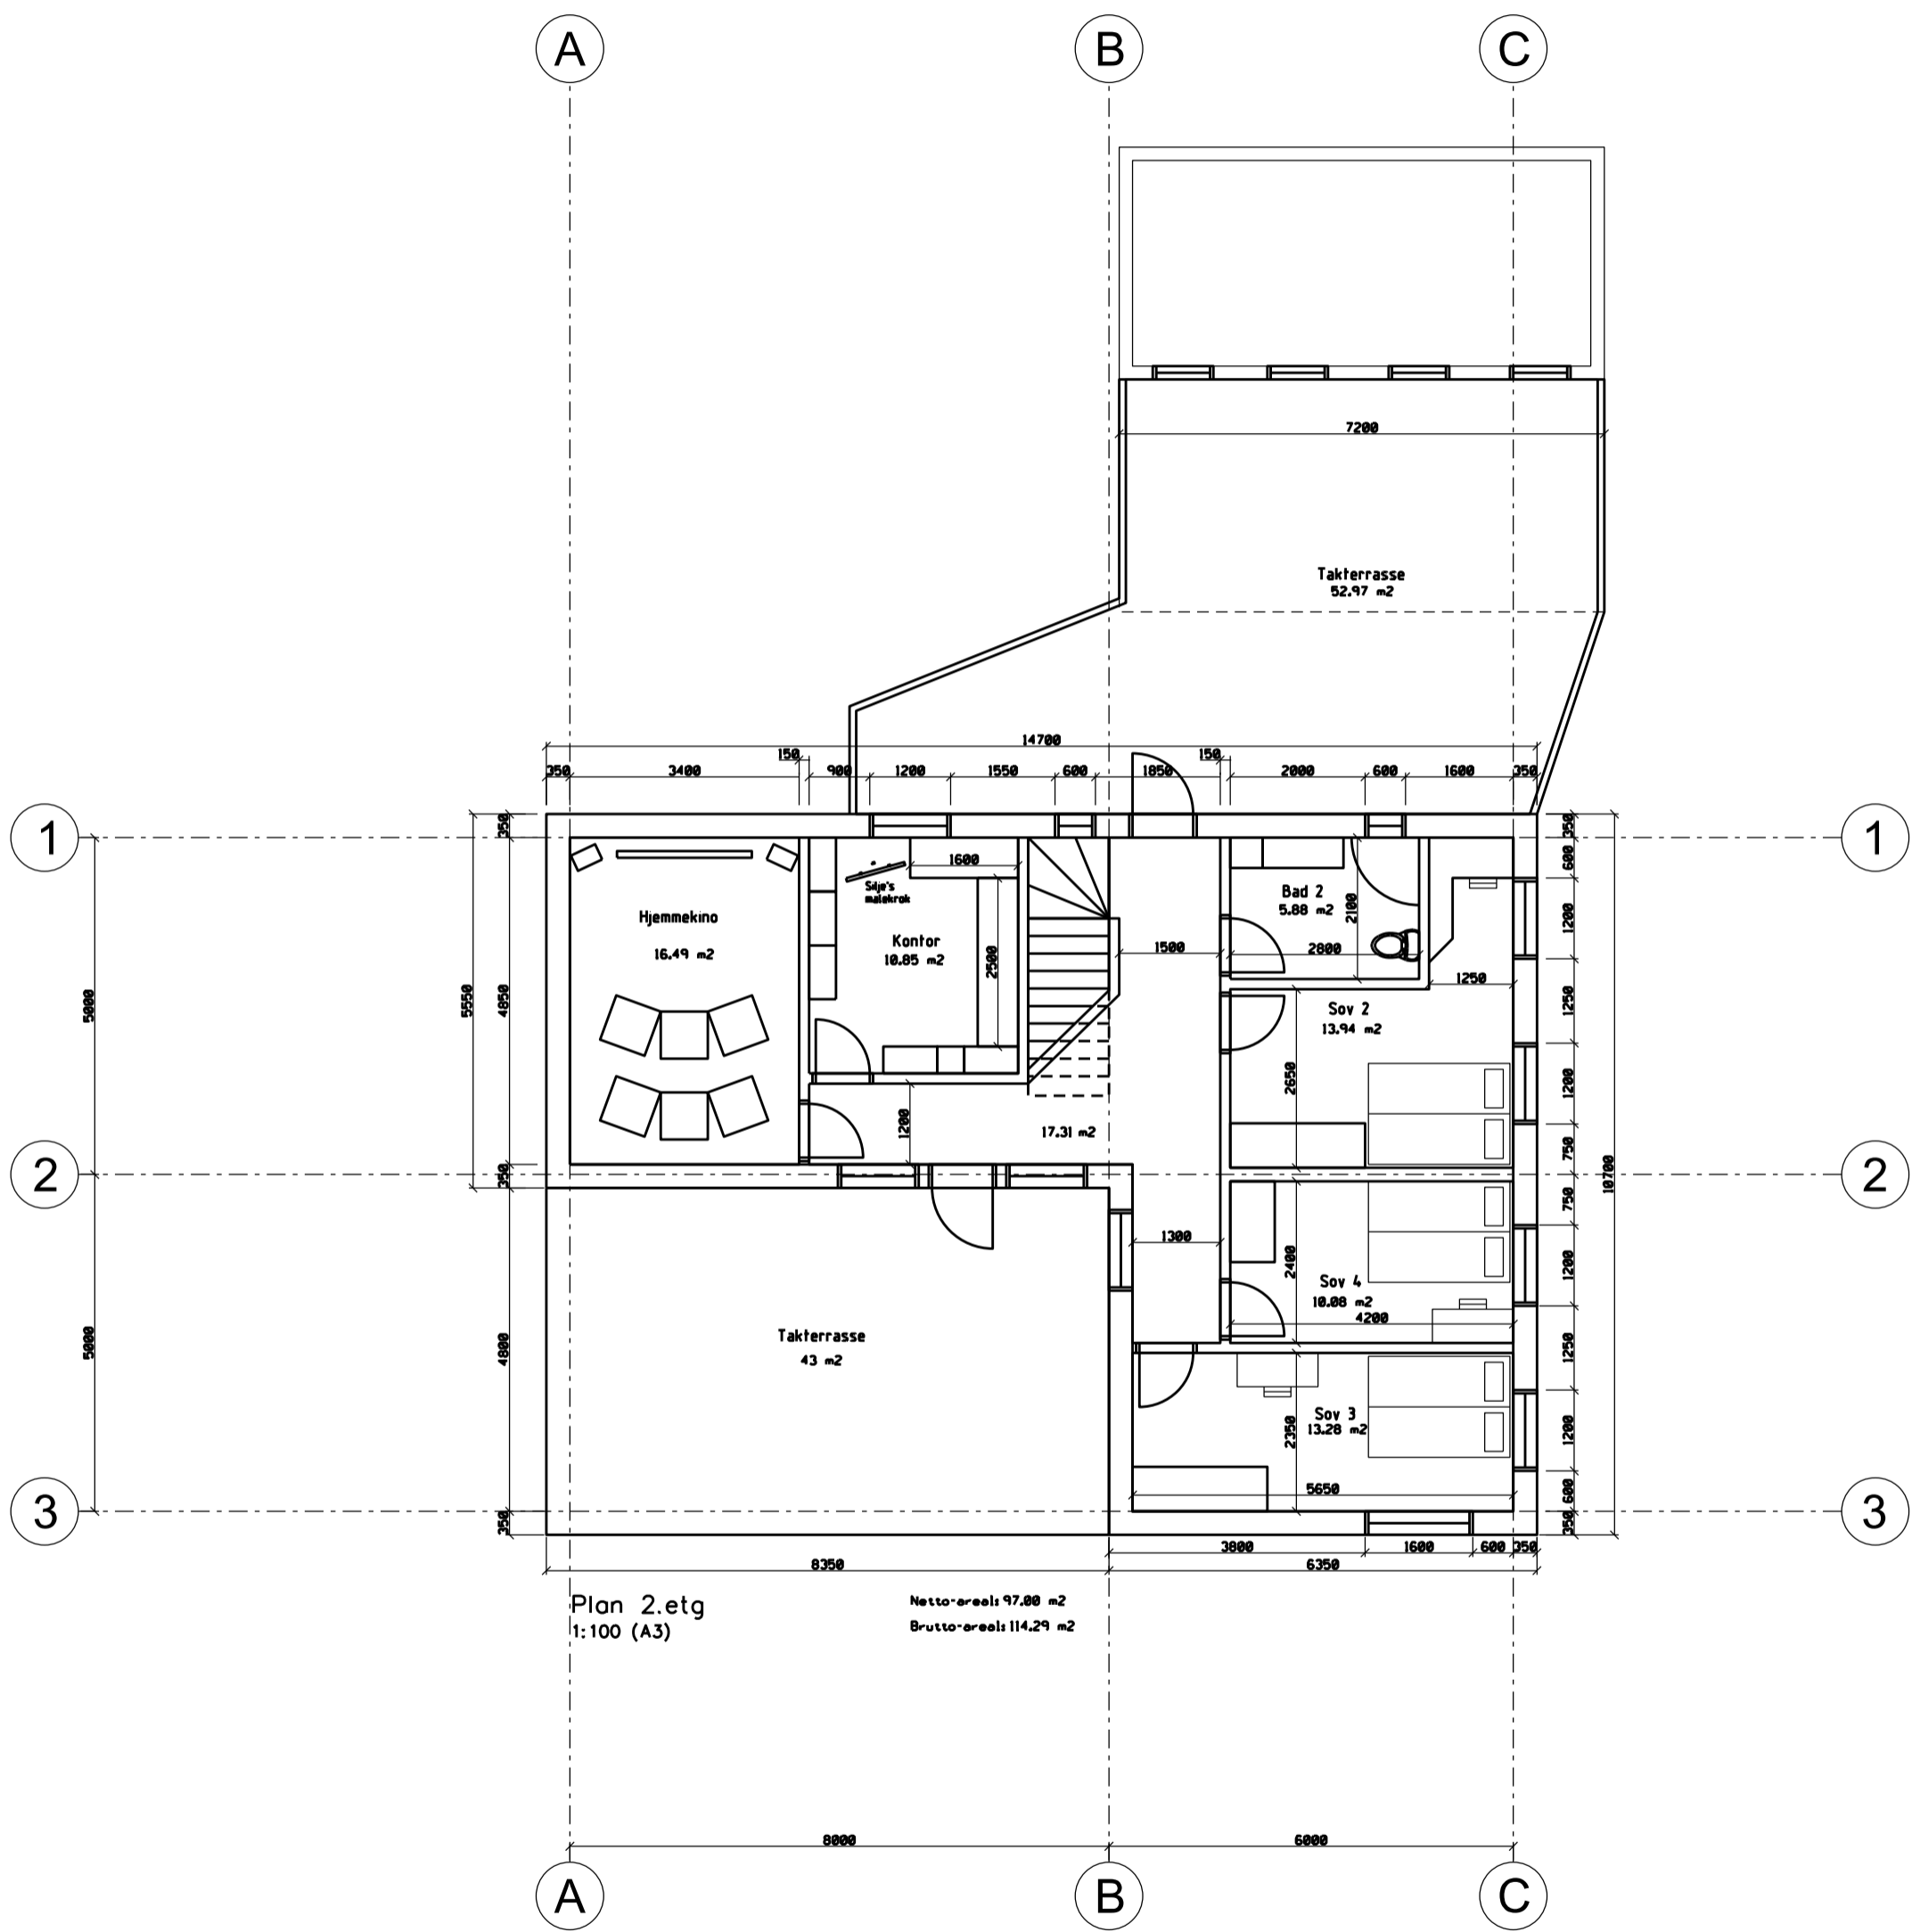 A
B
C
7200
Takterrasse
52.97 m2
14700
150
150
350
3400
900
1200
1550
600
1850
2000
600
1600
350
1
350
350
1
600
1600
Silje's
malekrok
Hjemmekino
16.49 m2
Kontor
10.85 m2
2500
1500
Bad 2
5.88 m2
2100
2800
1200
1250
5000
5550
4850
Sov 2
13.94 m2
1250
2650
1200
1200
17.31 m2
750
2
350
10700
2
750
1300
2400
Sov 4
10.08 m2
4200
1200
5000
4800
Takterrasse
43 m2
1250
Sov 3
13.28 m2
2350
1200
5650
600
3
350
350
3
3800
1600
600
350
8350
6350
Plan 2.etg
1:100 (A3)
Netto-areal: 97.00 m2
Brutto-areal: 114.29 m2
8000
6000
A
B
C